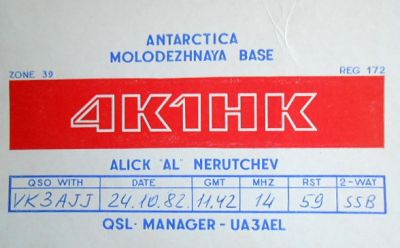 ANTARCTICA
MOLODEZHNAYA BASE
ZONE 39 REG 172
4K1HK
ALICK "AL" NERUTCHEV
QSO WITH DATE GMT MHZ RST 2-WAY
VK3AJJ 24.10.82. 11.42 14 59 SSB
QSL-MANAGER-UA3AEL